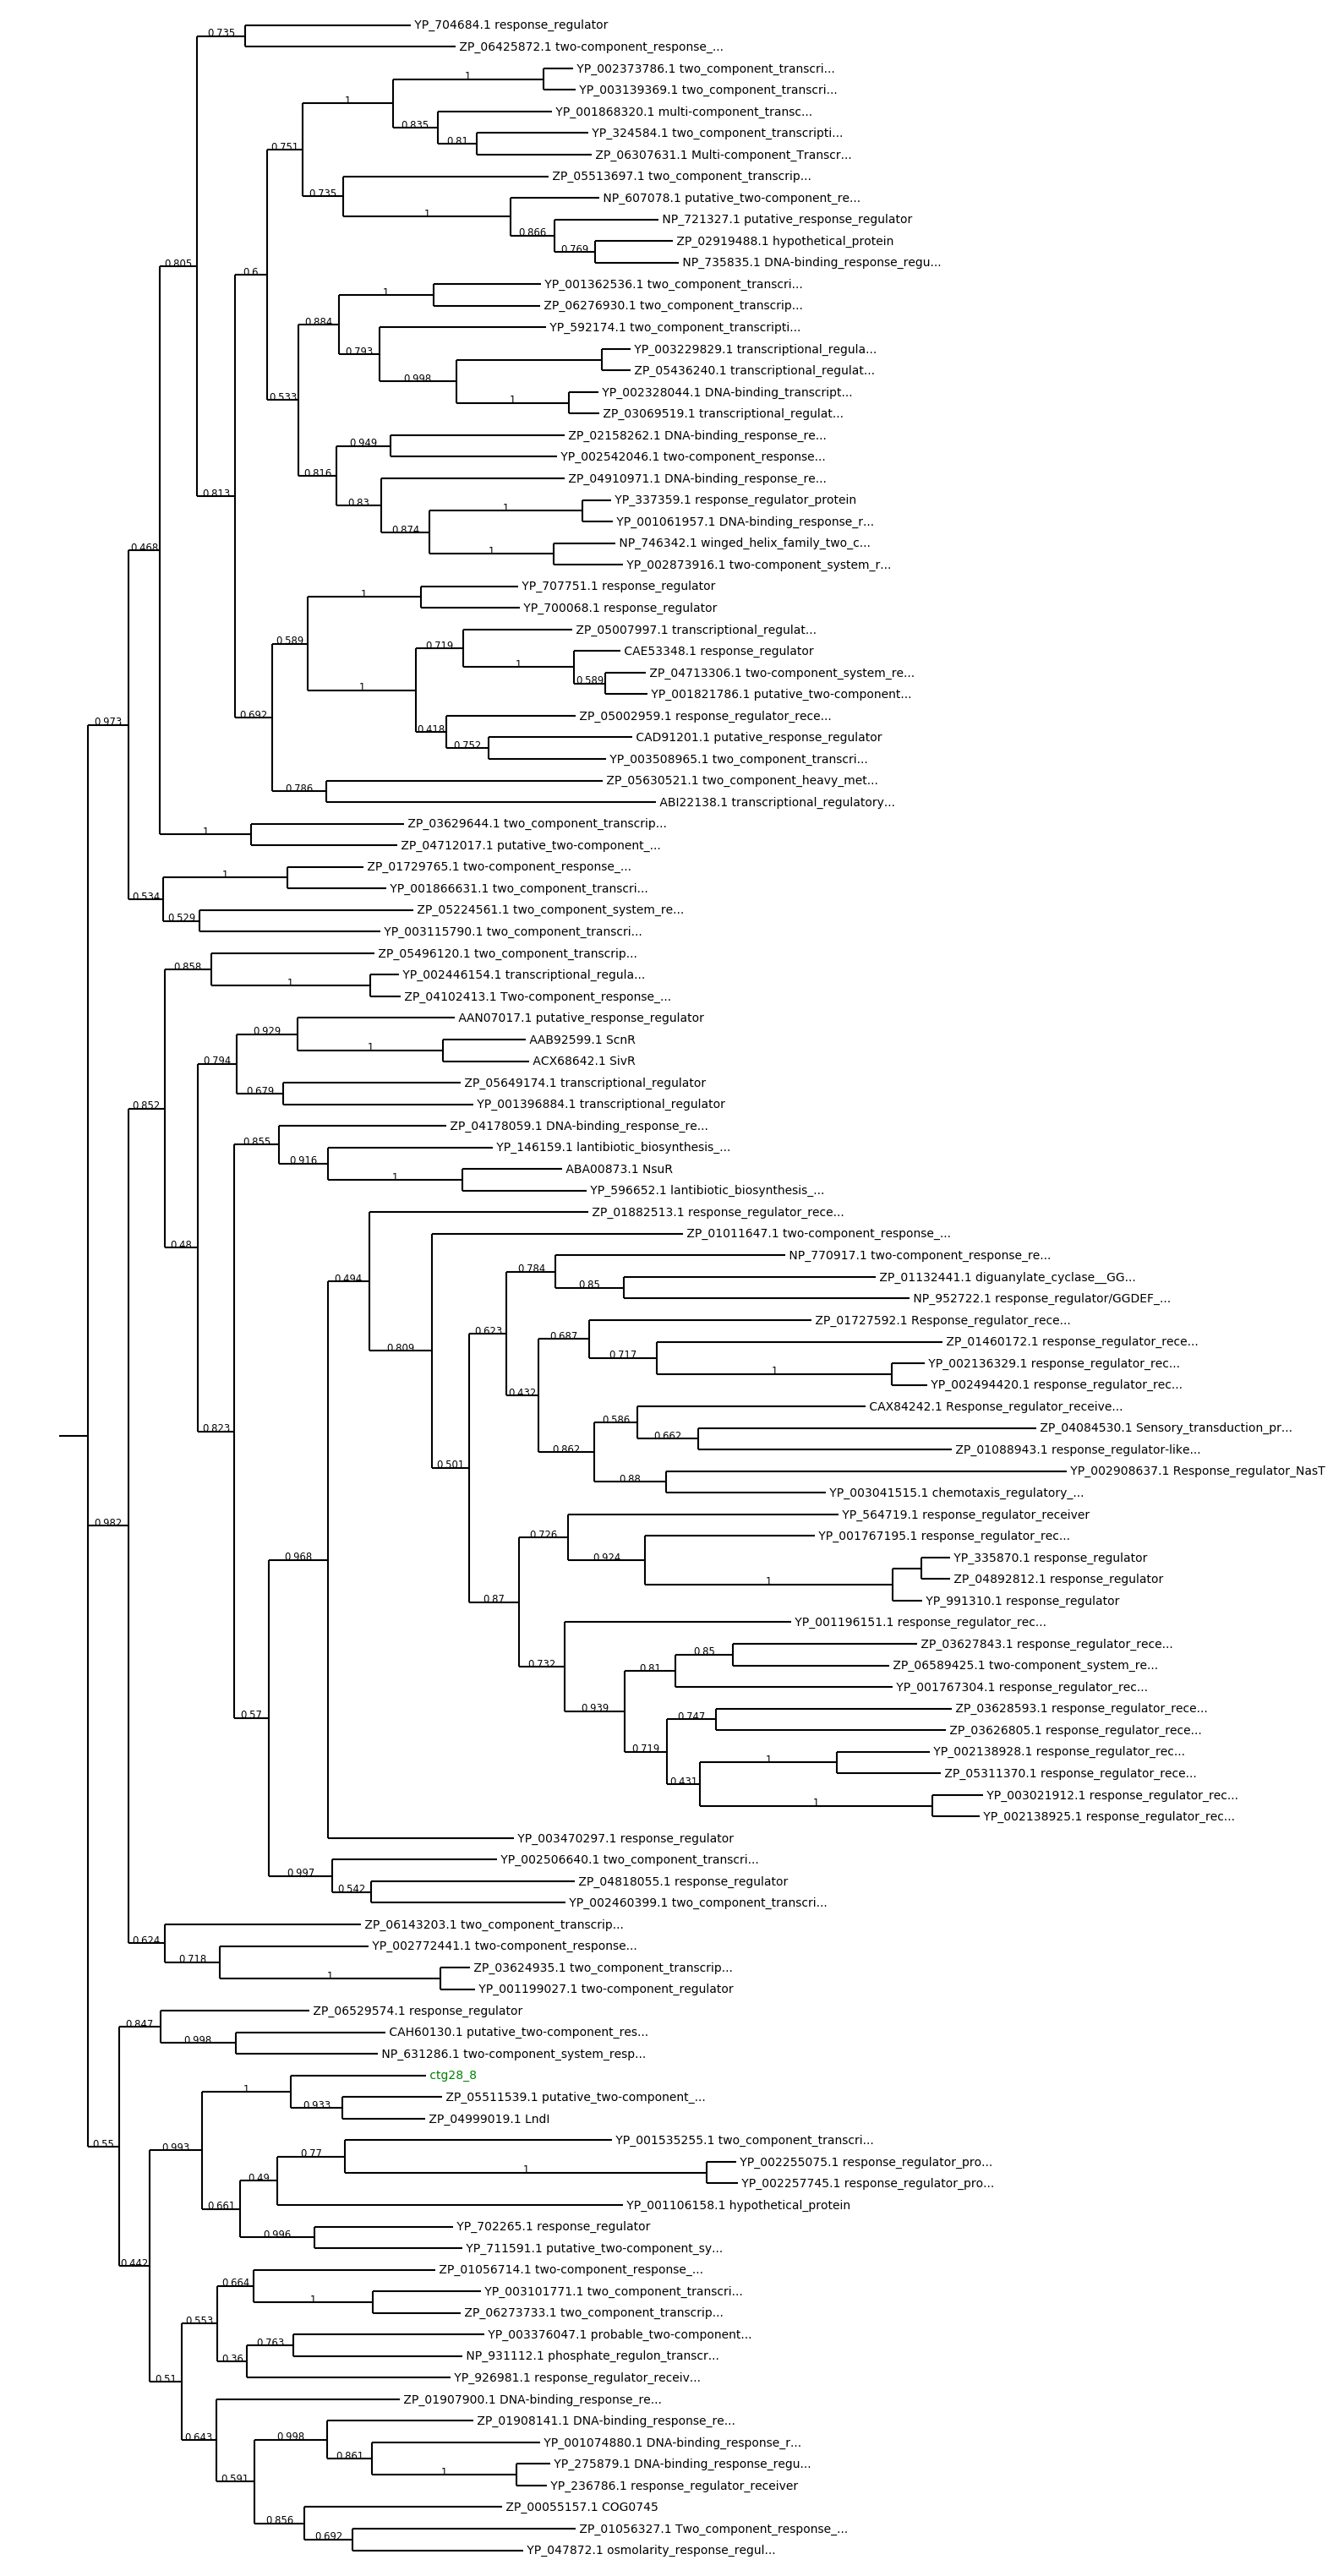 YP_704684.1 response_regulator
0.735
ZP_06425872.1 two-component_response_...
YP_002373786.1 two_component_transcri...
1
YP_003139369.1 two_component_transcri...
1
YP_001868320.1 multi-component_transc...
0.835
YP_324584.1 two_component_transcripti...
0.81
ZP_06307631.1 Multi-component_Transcr...
0.751
ZP_05513697.1 two_component_transcrip...
0.735
NP_607078.1 putative_two-component_re...
1
NP_721327.1 putative_response_regulator
0.866
ZP_02919488.1 hypothetical_protein
0.769
NP_735835.1 DNA-binding_response_regu...
0.805
0.6
YP_001362536.1 two_component_transcri...
1
ZP_06276930.1 two_component_transcrip...
0.884
YP_592174.1 two_component_transcripti...
0.793
YP_003229829.1 transcriptional_regula...
ZP_05436240.1 transcriptional_regulat...
0.998
YP_002328044.1 DNA-binding_transcript...
1
ZP_03069519.1 transcriptional_regulat...
0.533
ZP_02158262.1 DNA-binding_response_re...
0.949
YP_002542046.1 two-component_response...
0.816
ZP_04910971.1 DNA-binding_response_re...
0.83
YP_337359.1 response_regulator_protein
1
YP_001061957.1 DNA-binding_response_r...
0.874
NP_746342.1 winged_helix_family_two_c...
1
YP_002873916.1 two-component_system_r...
0.813
0.468
YP_707751.1 response_regulator
1
YP_700068.1 response_regulator
0.589
ZP_05007997.1 transcriptional_regulat...
0.719
CAE53348.1 response_regulator
1
ZP_04713306.1 two-component_system_re...
0.589
YP_001821786.1 putative_two-component...
1
ZP_05002959.1 response_regulator_rece...
0.418
CAD91201.1 putative_response_regulator
0.752
YP_003508965.1 two_component_transcri...
0.692
ZP_05630521.1 two_component_heavy_met...
0.786
ABI22138.1 transcriptional_regulatory...
0.973
ZP_03629644.1 two_component_transcrip...
1
ZP_04712017.1 putative_two-component_...
ZP_01729765.1 two-component_response_...
1
YP_001866631.1 two_component_transcri...
0.534
ZP_05224561.1 two_component_system_re...
0.529
YP_003115790.1 two_component_transcri...
ZP_05496120.1 two_component_transcrip...
0.858
YP_002446154.1 transcriptional_regula...
1
ZP_04102413.1 Two-component_response_...
0.852
AAN07017.1 putative_response_regulator
0.929
AAB92599.1 ScnR
1
ACX68642.1 SivR
0.794
ZP_05649174.1 transcriptional_regulator
0.679
YP_001396884.1 transcriptional_regulator
0.48
ZP_04178059.1 DNA-binding_response_re...
0.855
YP_146159.1 lantibiotic_biosynthesis_...
0.916
ABA00873.1 NsuR
1
YP_596652.1 lantibiotic_biosynthesis_...
0.823
ZP_01882513.1 response_regulator_rece...
0.494
ZP_01011647.1 two-component_response_...
0.809
NP_770917.1 two-component_response_re...
0.784
ZP_01132441.1 diguanylate_cyclase__GG...
0.85
NP_952722.1 response_regulator/GGDEF_...
0.623
ZP_01727592.1 Response_regulator_rece...
0.687
ZP_01460172.1 response_regulator_rece...
0.717
YP_002136329.1 response_regulator_rec...
1
YP_002494420.1 response_regulator_rec...
0.432
CAX84242.1 Response_regulator_receive...
0.586
ZP_04084530.1 Sensory_transduction_pr...
0.662
ZP_01088943.1 response_regulator-like...
0.862
YP_002908637.1 Response_regulator_NasT
0.88
YP_003041515.1 chemotaxis_regulatory_...
0.501
YP_564719.1 response_regulator_receiver
0.726
YP_001767195.1 response_regulator_rec...
0.924
YP_335870.1 response_regulator
ZP_04892812.1 response_regulator
1
YP_991310.1 response_regulator
0.87
YP_001196151.1 response_regulator_rec...
0.732
ZP_03627843.1 response_regulator_rece...
0.85
ZP_06589425.1 two-component_system_re...
0.81
YP_001767304.1 response_regulator_rec...
0.939
ZP_03628593.1 response_regulator_rece...
0.747
ZP_03626805.1 response_regulator_rece...
0.719
YP_002138928.1 response_regulator_rec...
1
ZP_05311370.1 response_regulator_rece...
0.431
YP_003021912.1 response_regulator_rec...
1
YP_002138925.1 response_regulator_rec...
0.968
YP_003470297.1 response_regulator
0.57
YP_002506640.1 two_component_transcri...
0.997
ZP_04818055.1 response_regulator
0.542
YP_002460399.1 two_component_transcri...
0.982
ZP_06143203.1 two_component_transcrip...
0.624
YP_002772441.1 two-component_response...
0.718
ZP_03624935.1 two_component_transcrip...
1
YP_001199027.1 two-component_regulator
ZP_06529574.1 response_regulator
0.847
CAH60130.1 putative_two-component_res...
0.998
NP_631286.1 two-component_system_resp...
0.55
ctg28_8
1
ZP_05511539.1 putative_two-component_...
0.933
ZP_04999019.1 LndI
0.993
YP_001535255.1 two_component_transcri...
0.77
YP_002255075.1 response_regulator_pro...
1
YP_002257745.1 response_regulator_pro...
0.49
YP_001106158.1 hypothetical_protein
0.661
YP_702265.1 response_regulator
0.996
YP_711591.1 putative_two-component_sy...
0.442
ZP_01056714.1 two-component_response_...
0.664
YP_003101771.1 two_component_transcri...
1
ZP_06273733.1 two_component_transcrip...
0.553
YP_003376047.1 probable_two-component...
0.763
NP_931112.1 phosphate_regulon_transcr...
0.36
YP_926981.1 response_regulator_receiv...
0.51
ZP_01907900.1 DNA-binding_response_re...
0.643
ZP_01908141.1 DNA-binding_response_re...
0.998
YP_001074880.1 DNA-binding_response_r...
0.861
YP_275879.1 DNA-binding_response_regu...
1
YP_236786.1 response_regulator_receiver
0.591
ZP_00055157.1 COG0745
0.856
ZP_01056327.1 Two_component_response_...
0.692
YP_047872.1 osmolarity_response_regul...